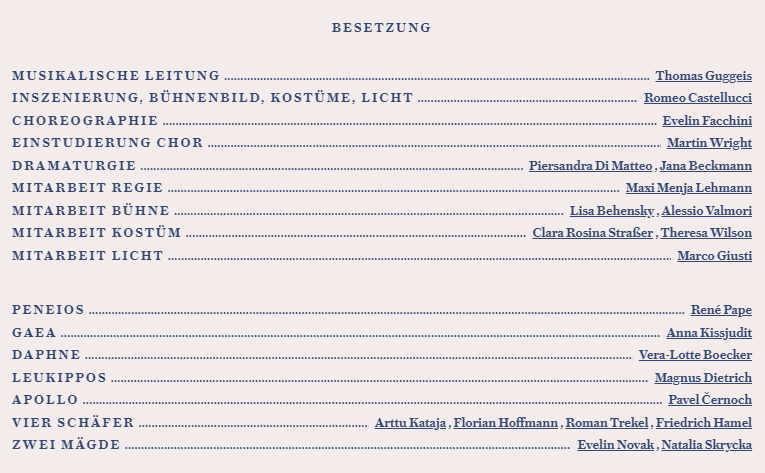 BESETZUNG
MUSIKALISCHE LEITUNG Thomas Guggeis
INSZENIERUNG, BÜHNENBILD, KOSTÜME, LICHT Romeo Castellucci
CHOREOGRAPHIE Evelin Facchini
EINSTUDIERUNG CHOR Martin Wright
DRAMATURGIE Piersandra Di Matteo , Jana Beckmann
MITARBEIT REGIE Maxi Menja Lehmann
MITARBEIT BÜHNE Lisa Behensky , Alessio Valmori
MITARBEIT KOSTÜM Clara Rosina Straßer , Theresa Wilson
MITARBEIT LICHT Marco Giusti
PENEIOS René Pape
GAEA Anna Kissjudit
DAPHNE Vera-Lotte Boecker
LEUKIPPOS Magnus Dietrich
APOLLO Pavel Černoch
VIER SCHÄFER Arttu Kataja , Florian Hoffmann , Roman Trekel , Friedrich Hamel
ZWEI MÄGDE Evelin Novak , Natalia Skrycka